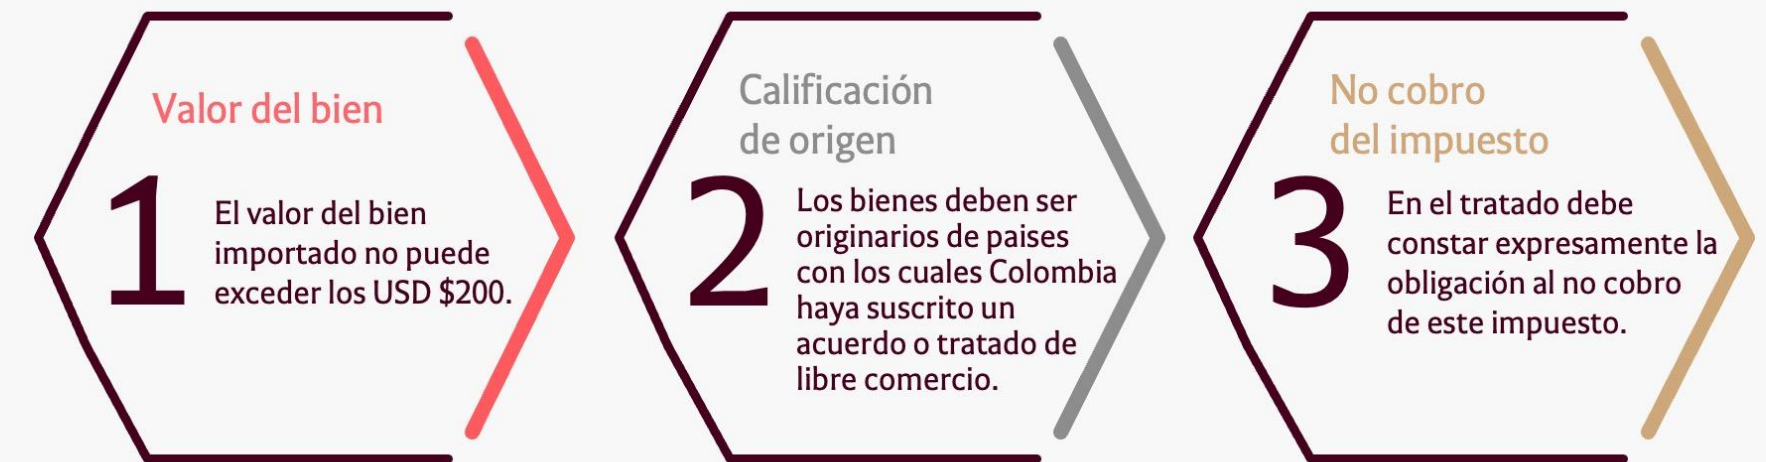 Valor del bien
1
El valor del bien
importado no puede
exceder los USD $200.
Calificación
de origen
2
Los bienes deben ser
originarios de paises
con los cuales Colombia
haya suscrito un
acuerdo o tratado de
libre comercio.
No cobro
del impuesto
3
En el tratado debe
constar expresamente la
obligación al no cobro
de este impuesto.